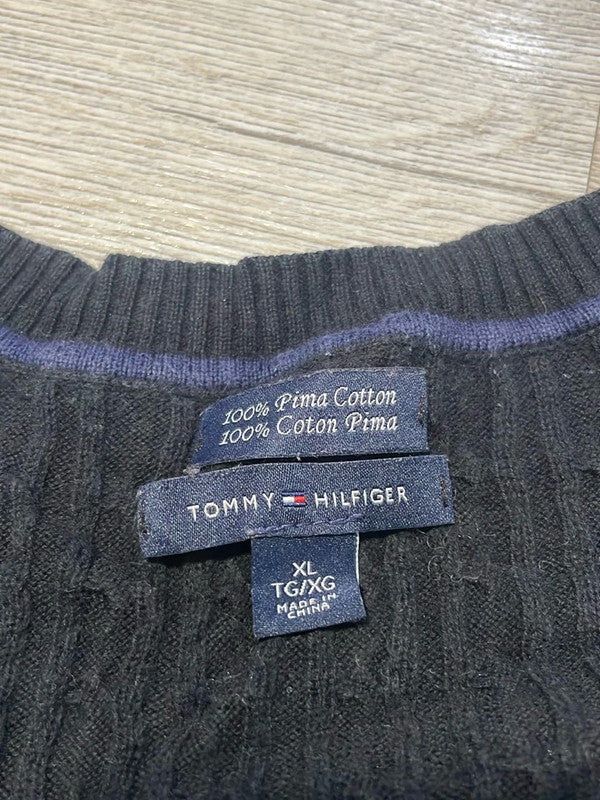 100% Pima Cotton
100% Coton Pima
TOMMY HILFIGER
XL
TG/XG
MADE IN
CHINA